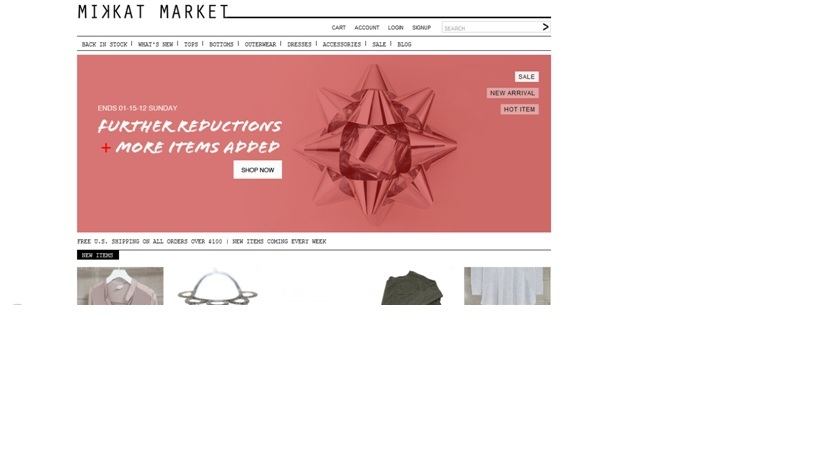 MIKKAT MARKET
CART ACCOUNT LOGIN SIGNUP SEARCH >
BACK IN STOCK | WHAT'S NEW | TOPS | BOTTOMS | OUTERWEAR | DRESSES | ACCESSORIES | SALE | BLOG
SALE
NEW ARRIVAL
HOT ITEM
ENDS 01-15-12 SUNDAY
FURTHER REDUCTIONS
+ MORE ITEMS ADDED
SHOP NOW
FREE U.S. SHIPPING ON ALL ORDERS OVER $100 | NEW ITEMS COMING EVERY WEEK
NEW ITEMS